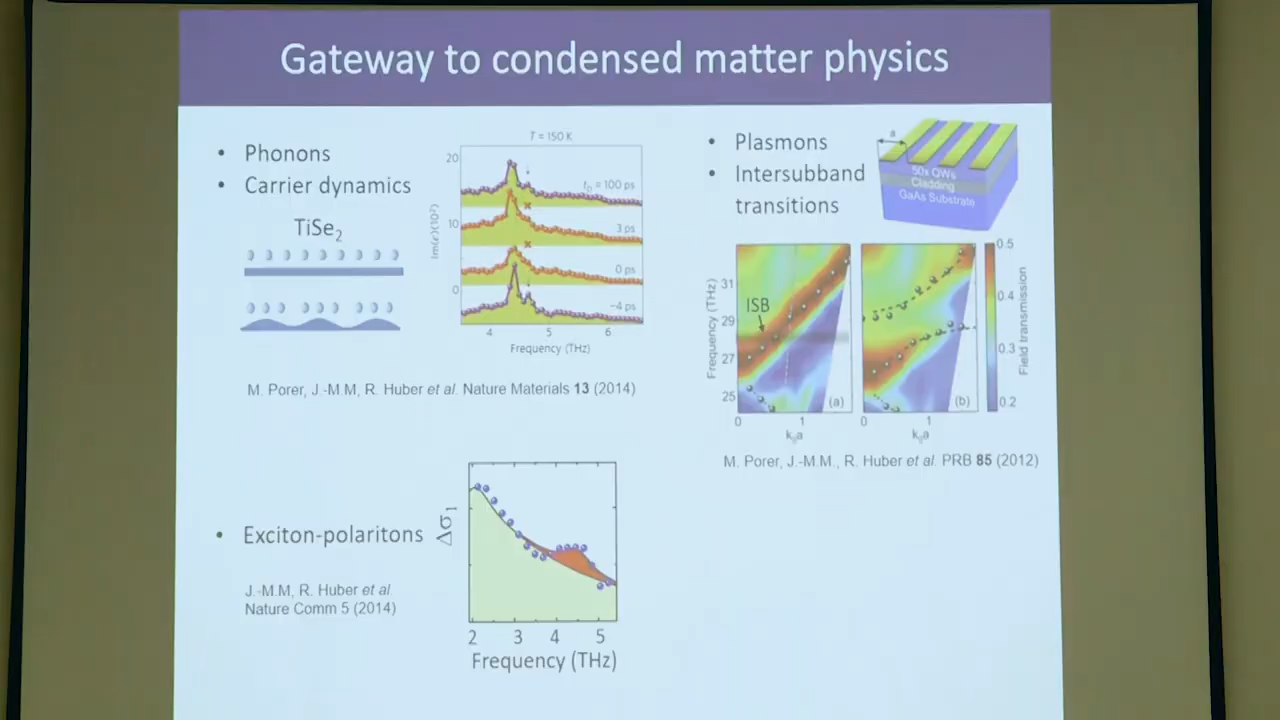 Gateway to condensed matter physics
• Phonons
• Carrier dynamics
TiSe2
T = 150 K
20
10
0
Im(ε)(10²)
tD = 100 ps
3 ps
0 ps
−4 ps
4 5 6
Frequency (THz)
M. Porer, J.-M M, R. Huber et al. Nature Materials 13 (2014)
• Plasmons
• Intersubband
transitions
a
50x QWs
Cladding
GaAs Substrate
Frequency (THz)
31
29
27
25
ISB
(a)
(b)
0 1
0 1
k||a
k||a
0.5
0.4
0.3
0.2
Field transmission
M. Porer, J.-M.M., R. Huber et al. PRB 85 (2012)
• Exciton-polaritons
J.-M.M, R. Huber et al.
Nature Comm 5 (2014)
Δσ1
2 3 4 5
Frequency (THz)